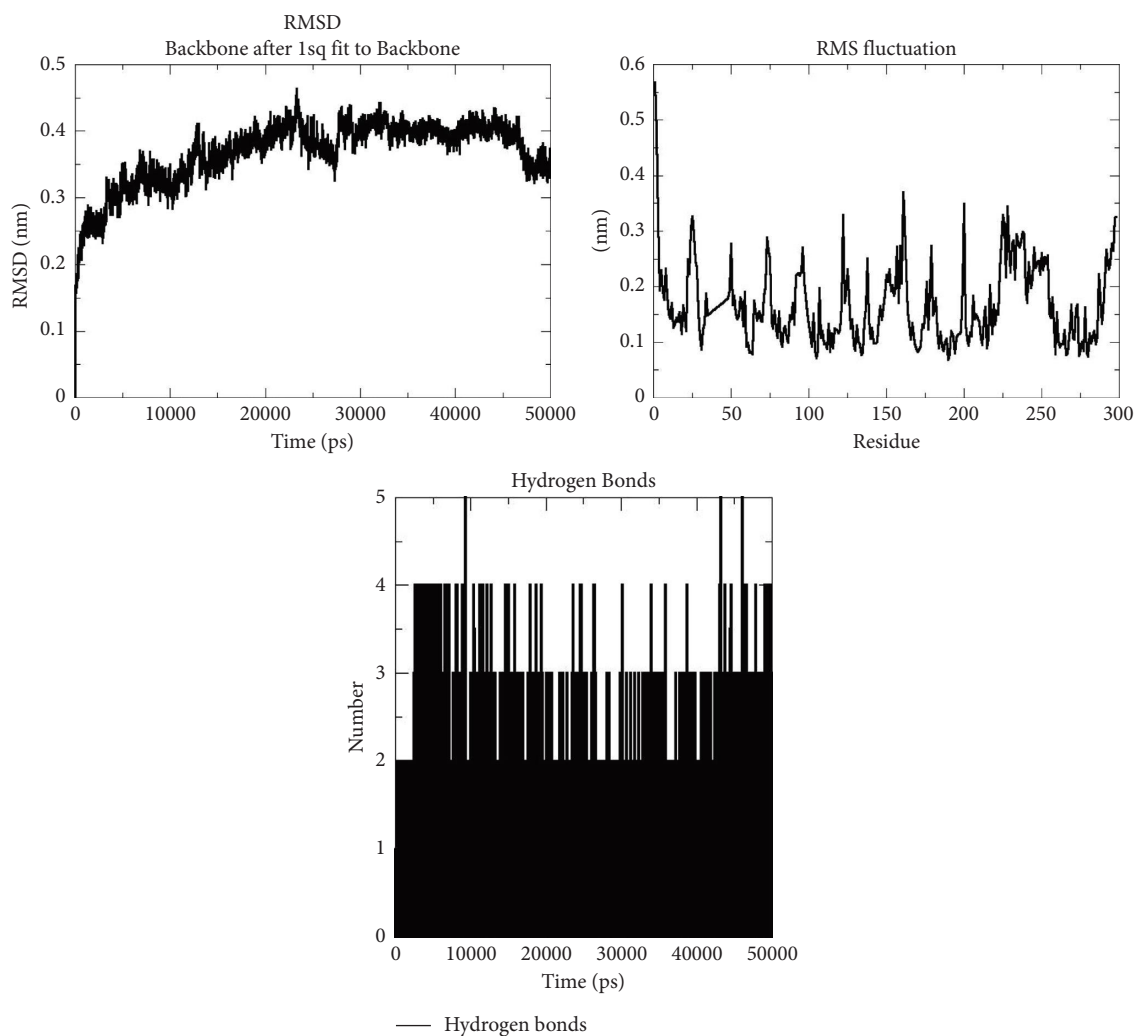 RMSD
Backbone after 1sq fit to Backbone
0.5
0.4
0.3
0.2
0.1
0
RMSD (nm)
0 10000 20000 30000 40000 50000
Time (ps)
RMS fluctuation
0.6
0.5
0.4
0.3
0.2
0.1
0
(nm)
0 50 100 150 200 250 300
Residue
Hydrogen Bonds
5
4
3
2
1
0
Number
0 10000 20000 30000 40000 50000
Time (ps)
Hydrogen bonds